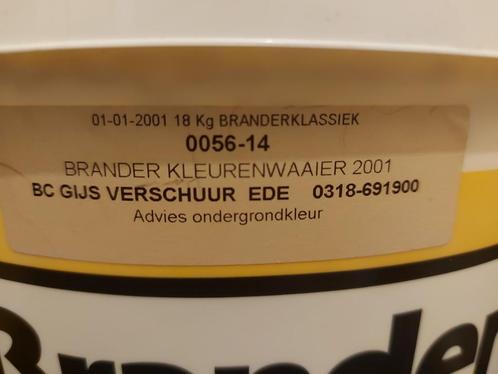 01-01-2001 18 Kg BRANDERKLASSIEK
0056-14
BRANDER KLEURENWAAIER 2001
BC GIJS VERSCHUUR EDE 0318-691900
Advies ondergrondkleur
Brander